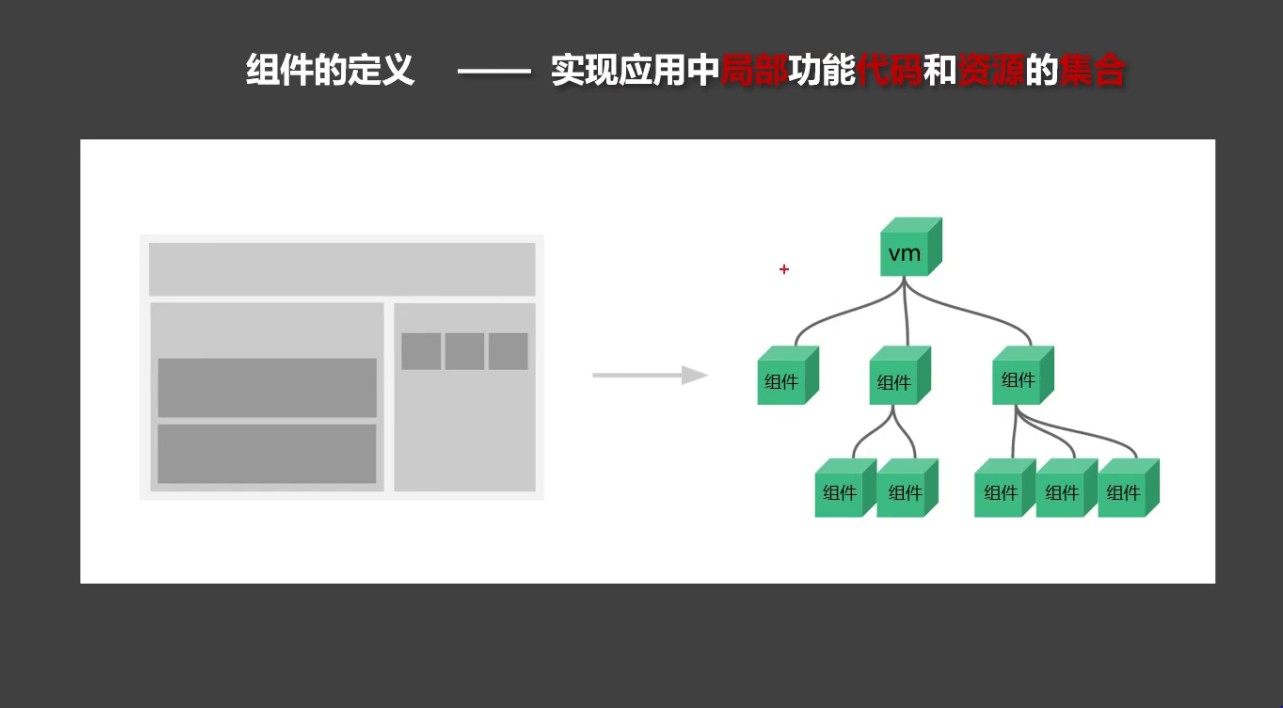 组件的定义 —— 实现应用中局部功能代码和资源的集合
vm
组件 组件 组件
组件 组件 组件 组件 组件